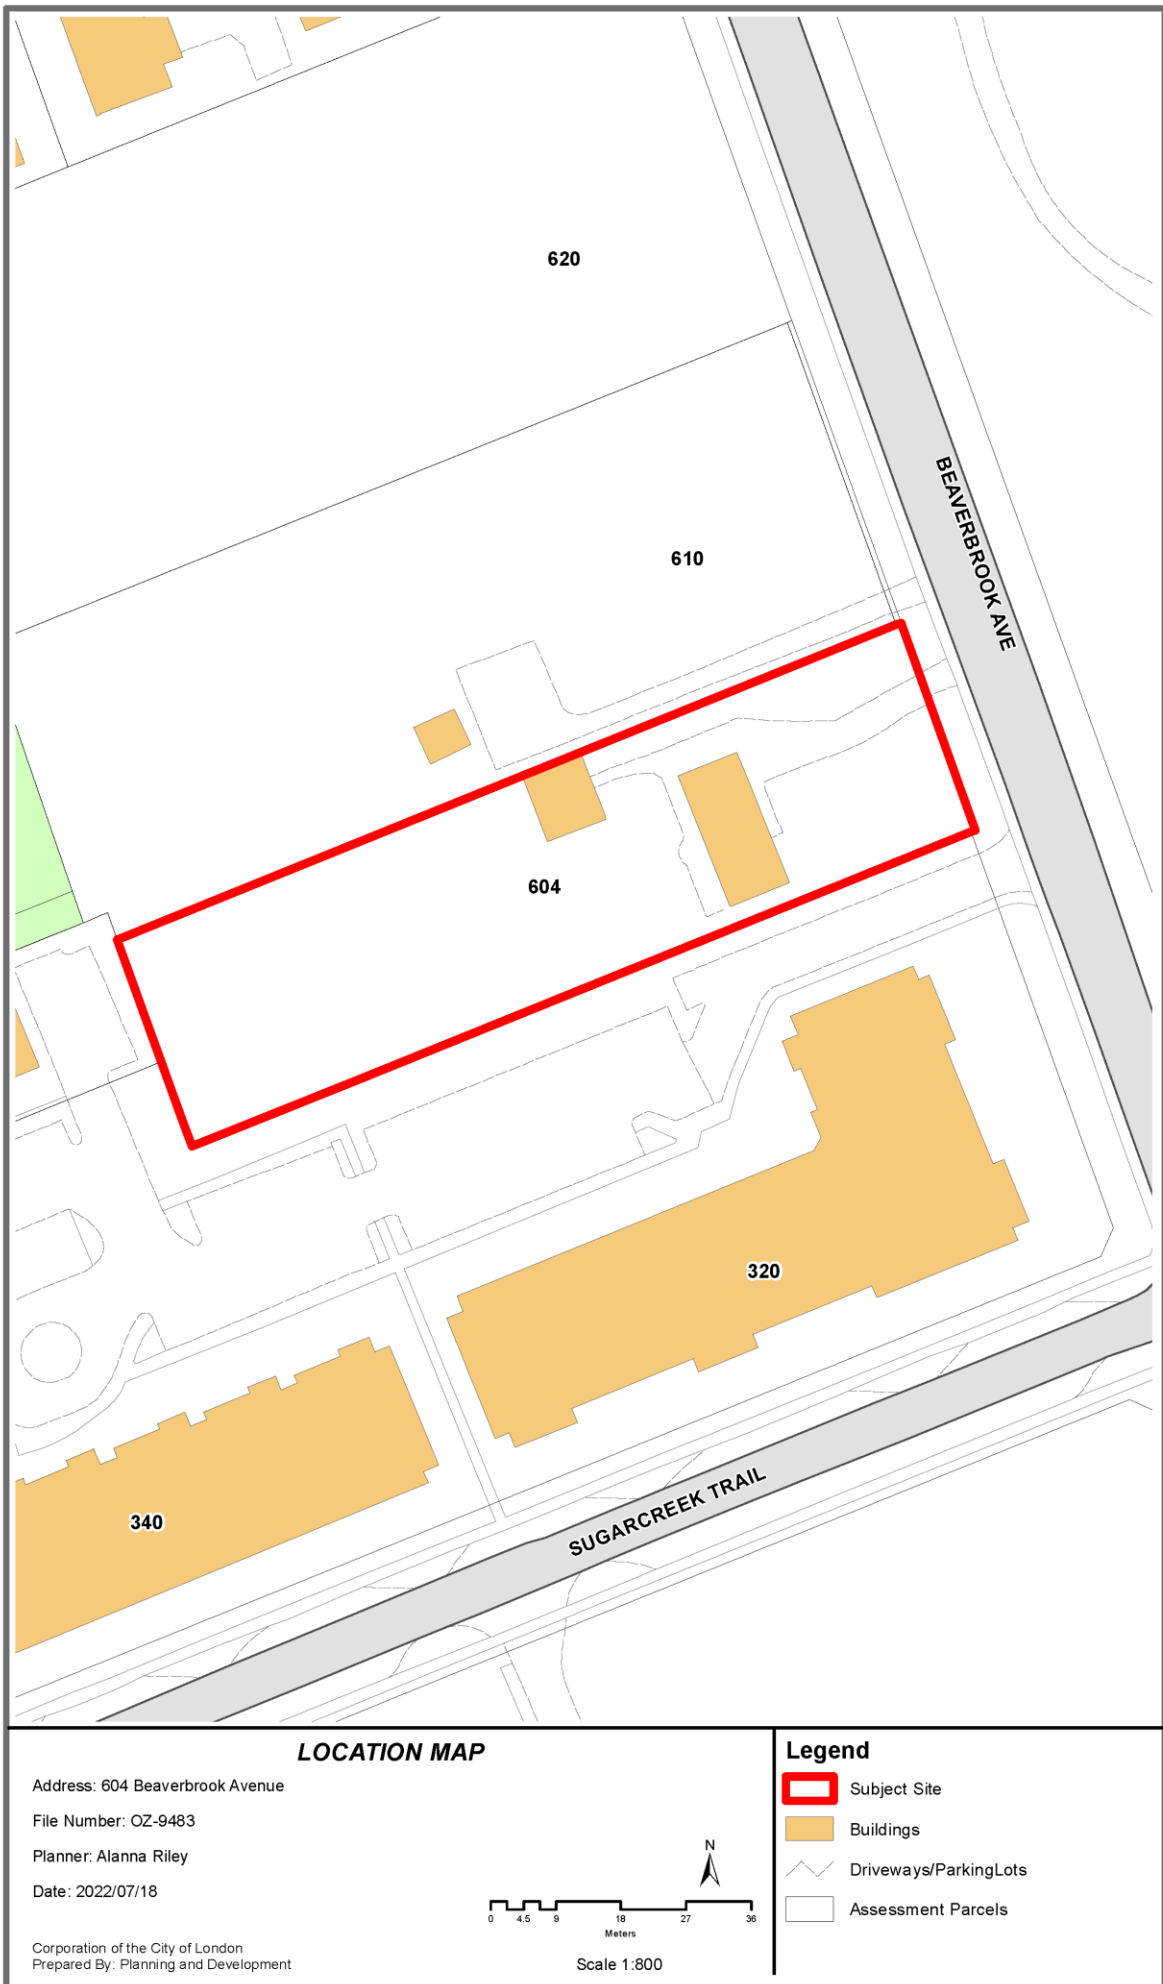 620
BEAVERBROOK AVE
610
604
320
340
SUGARCREEK TRAIL
LOCATION MAP
Address: 604 Beaverbrook Avenue
File Number: OZ-9483
Planner: Alanna Riley
Date: 2022/07/18
Corporation of the City of London
Prepared By: Planning and Development
N
0 4.5 9 18 27 36
Meters
Scale 1:800
Legend
Subject Site
Buildings
Driveways/ParkingLots
Assessment Parcels